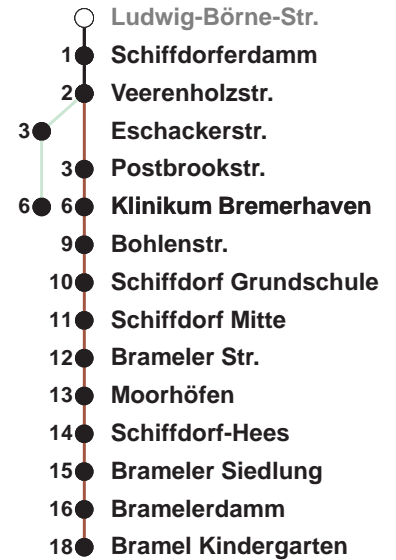 Ludwig-Börne-Str.
1 Schiffdorferdamm
2 Veerenholzstr.
3 Eschackerstr.
3 Postbrookstr.
6 6 Klinikum Bremerhaven
9 Bohlenstr.
10 Schiffdorf Grundschule
11 Schiffdorf Mitte
12 Brameler Str.
13 Moorhöfen
14 Schiffdorf-Hees
15 Brameler Siedlung
16 Bramelerdamm
18 Bramel Kindergarten